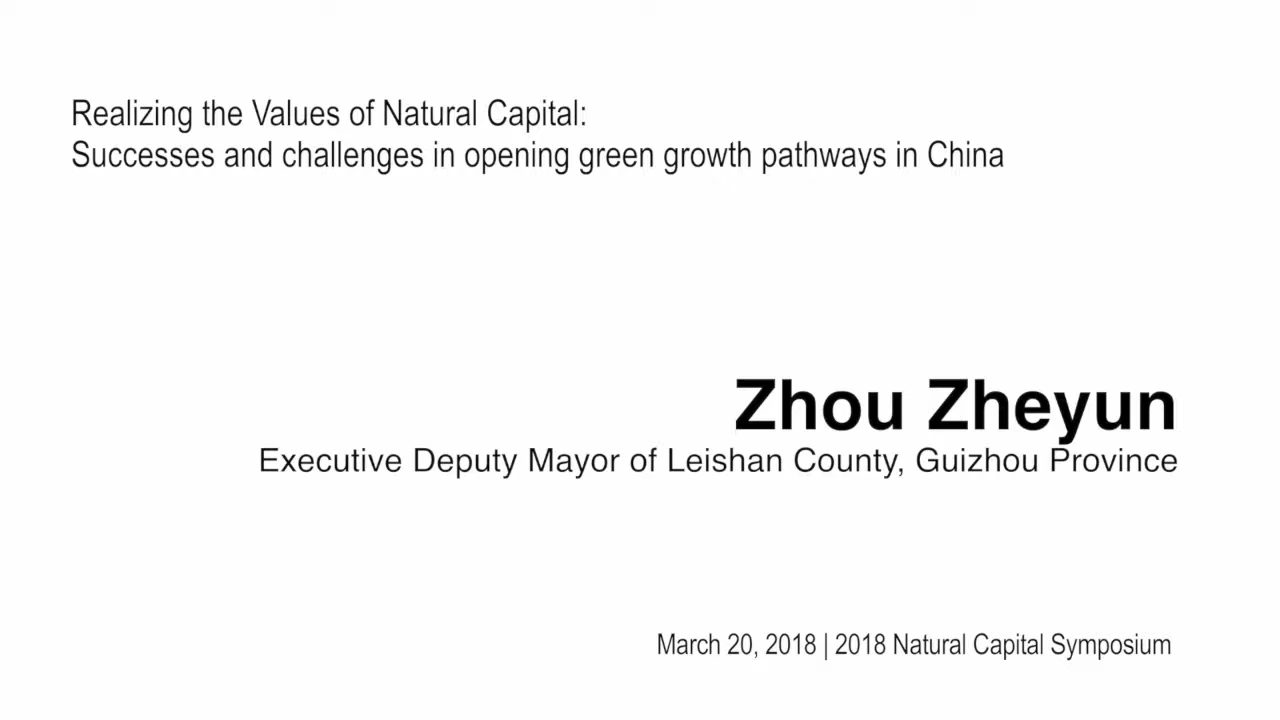 Realizing the Values of Natural Capital:
Successes and challenges in opening green growth pathways in China
Zhou Zheyun
Executive Deputy Mayor of Leishan County, Guizhou Province
March 20, 2018 | 2018 Natural Capital Symposium